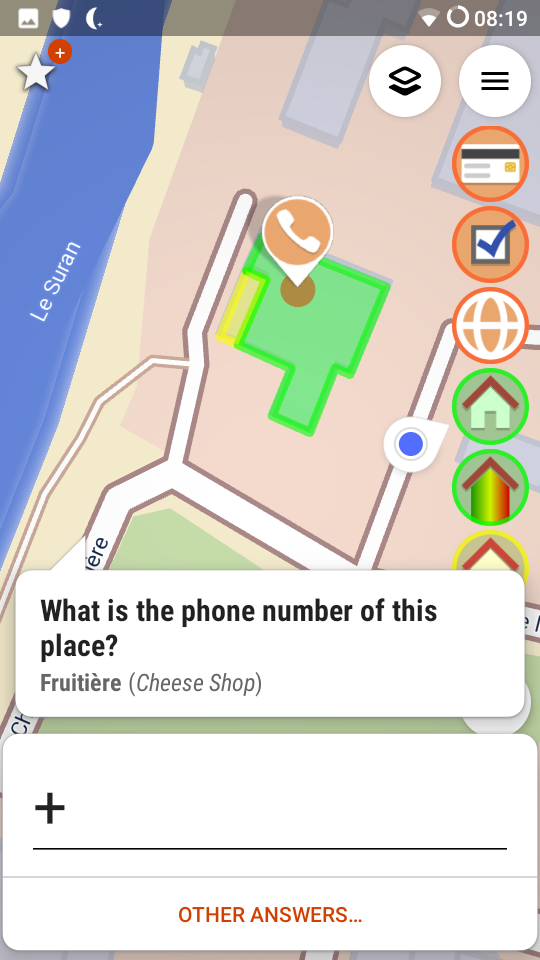 08:19
+
Le Suran
ère
What is the phone number of this
place?
Fruitière (Cheese Shop)
Ch
+
OTHER ANSWERS…